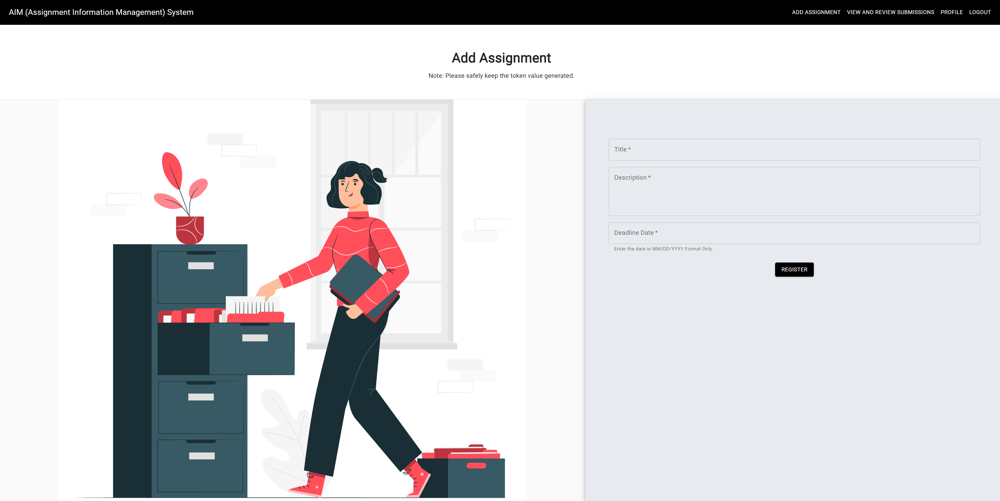 AIM (Assignment Information Management) System
ADD ASSIGNMENT VIEW AND REVIEW SUBMISSIONS PROFILE LOGOUT
Add Assignment
Note: Please safely keep the token value generated.
Title *
Description *
Deadline Date *
Enter the date in MM/DD/YYYY Format Only.
REGISTER